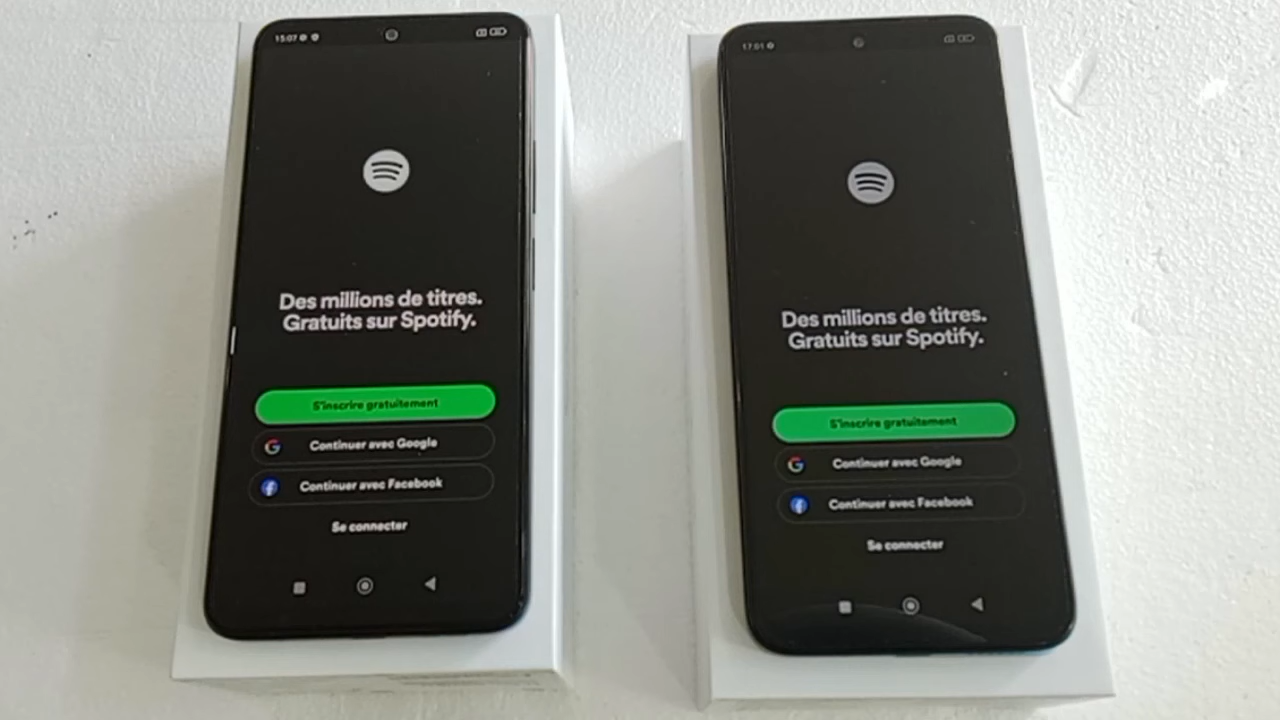 15:07
Des millions de titres.
Gratuits sur Spotify.
S'inscrire gratuitement
Continuer avec Google
Continuer avec Facebook
Se connecter
17:01
Des millions de titres.
Gratuits sur Spotify.
S'inscrire gratuitement
Continuer avec Google
Continuer avec Facebook
Se connecter